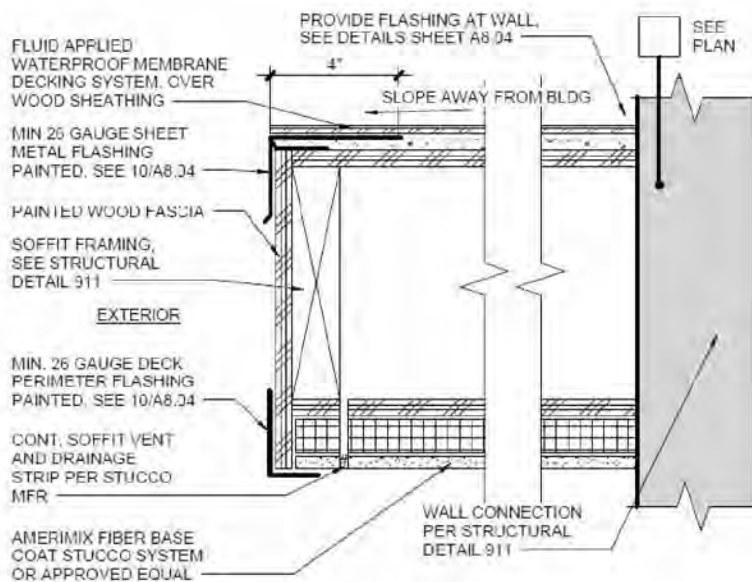 PROVIDE FLASHING AT WALL,
SEE DETAILS SHEET A8.04
SEE
PLAN
FLUID APPLIED
WATERPROOF MEMBRANE
DECKING SYSTEM, OVER
WOOD SHEATHING
4"
SLOPE AWAY FROM BLDG
MIN 26 GAUGE SHEET
METAL FLASHING
PAINTED, SEE 10/A8.04
PAINTED WOOD FASCIA
SOFFIT FRAMING,
SEE STRUCTURAL
DETAIL 911
EXTERIOR
MIN. 26 GAUGE DECK
PERIMETER FLASHING
PAINTED, SEE 10/A8.04
CONT. SOFFIT VENT
AND DRAINAGE
STRIP PER STUCCO
MFR
WALL CONNECTION
PER STRUCTURAL
DETAIL 911
AMERIMIX FIBER BASE
COAT STUCCO SYSTEM
OR APPROVED EQUAL